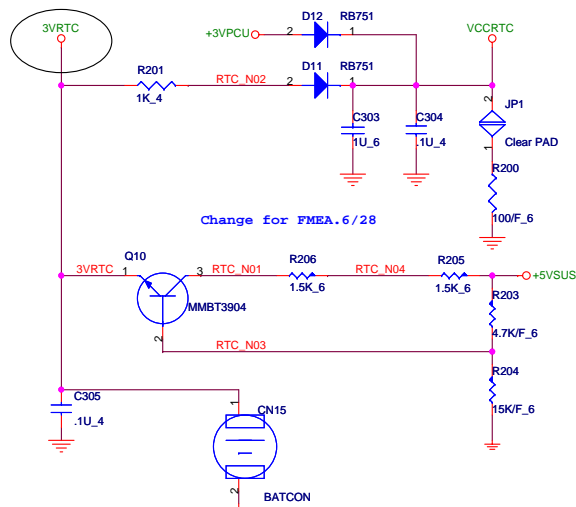 3VRTC
D12 RB751
+3VPCU 2 1
VCCRTC
R201
1K_4
RTC_N02
D11 RB751
2 1
C303
1U_6
C304
.1U_4
2
JP1
1
Clear PAD
R200
100/F_6
Change for FMEA.6/28
Q10
3VRTC 1 3 RTC_N01
R206
1.5K_6
RTC_N04
R205
1.5K_6
+5VSUS
MMBT3904
R203
4.7K/F_6
2
RTC_N03
R204
15K/F_6
C305
.1U_4
1
CN15
2
BATCON